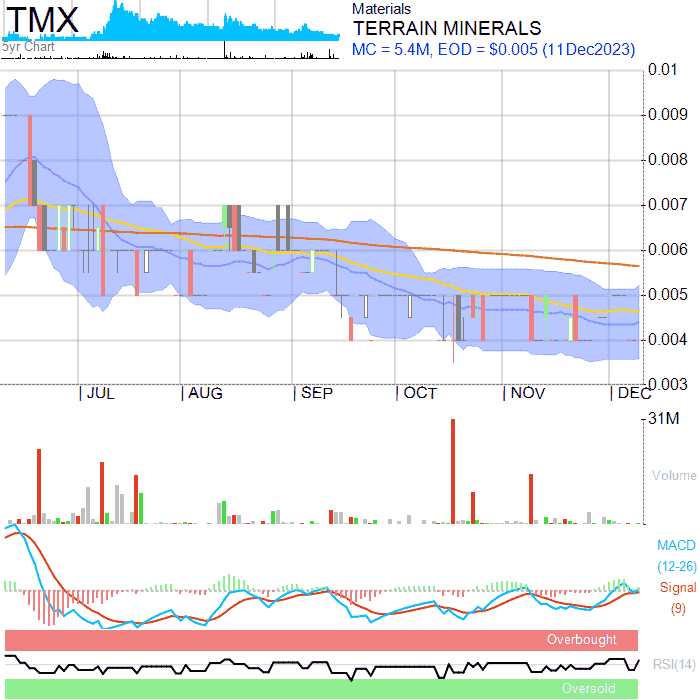 TMX
5yr Chart
Materials
TERRAIN MINERALS
MC = 5.4M, EOD = $0.005 (11Dec2023)
0.01
0.009
0.008
0.007
0.006
0.005
0.004
0.003
JUL AUG SEP OCT NOV DEC
31M
Volume
MACD
(12-26)
Signal
(9)
Overbought
RSI(14)
Oversold